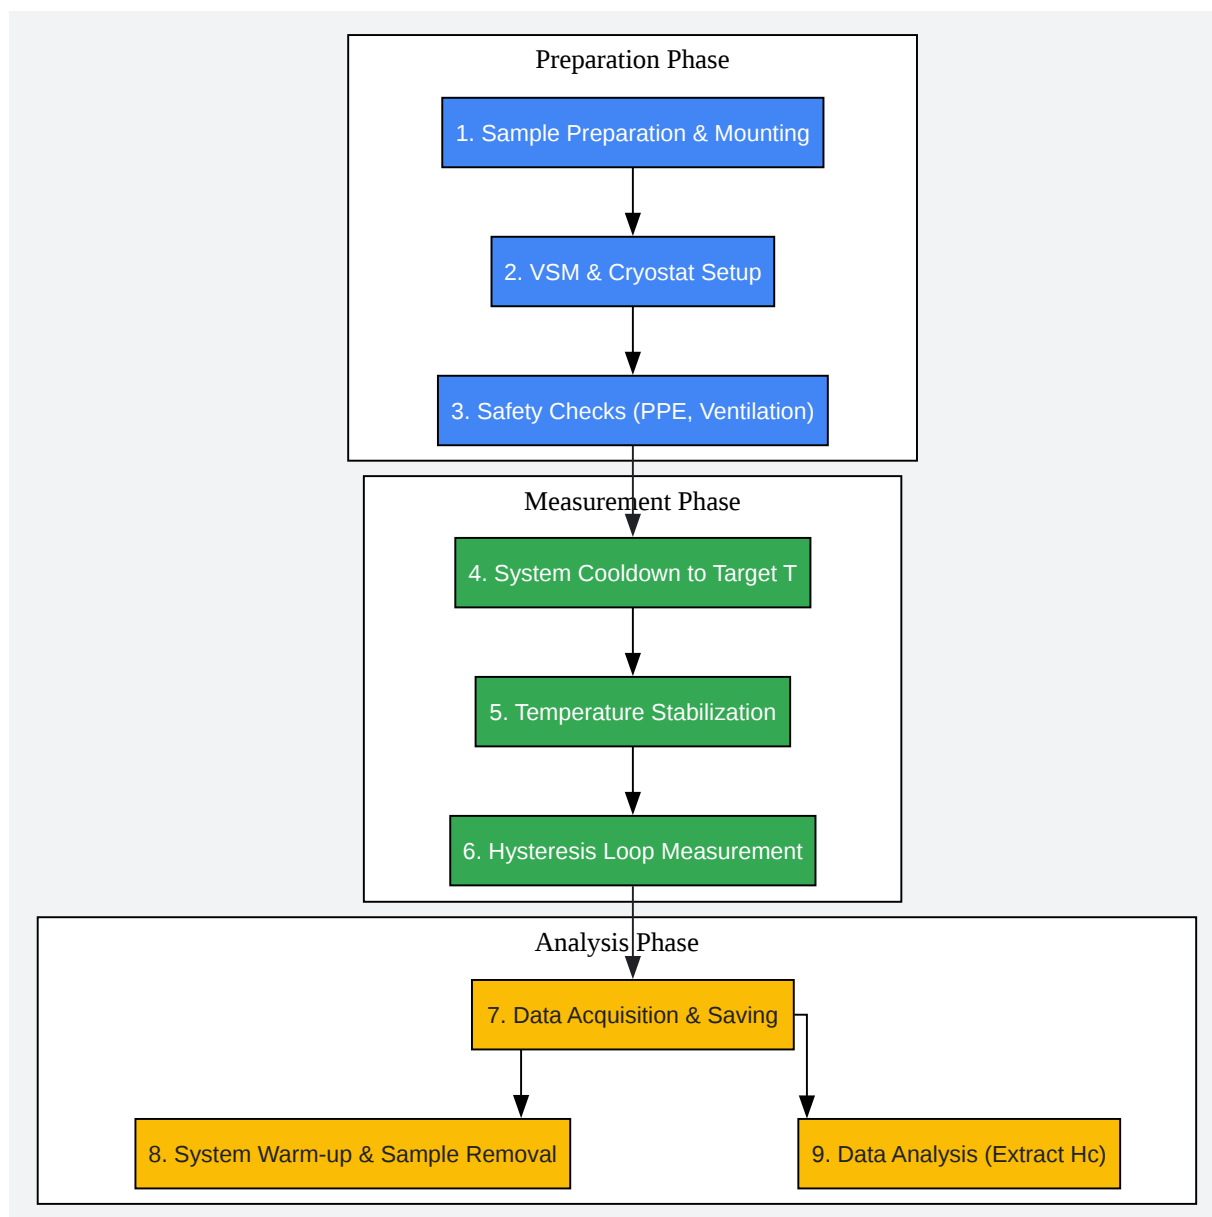 Preparation Phase
1. Sample Preparation & Mounting
2. VSM & Cryostat Setup
3. Safety Checks (PPE, Ventilation)
Measurement Phase
4. System Cooldown to Target T
5. Temperature Stabilization
6. Hysteresis Loop Measurement
Analysis Phase
7. Data Acquisition & Saving
8. System Warm-up & Sample Removal
9. Data Analysis (Extract Hc)